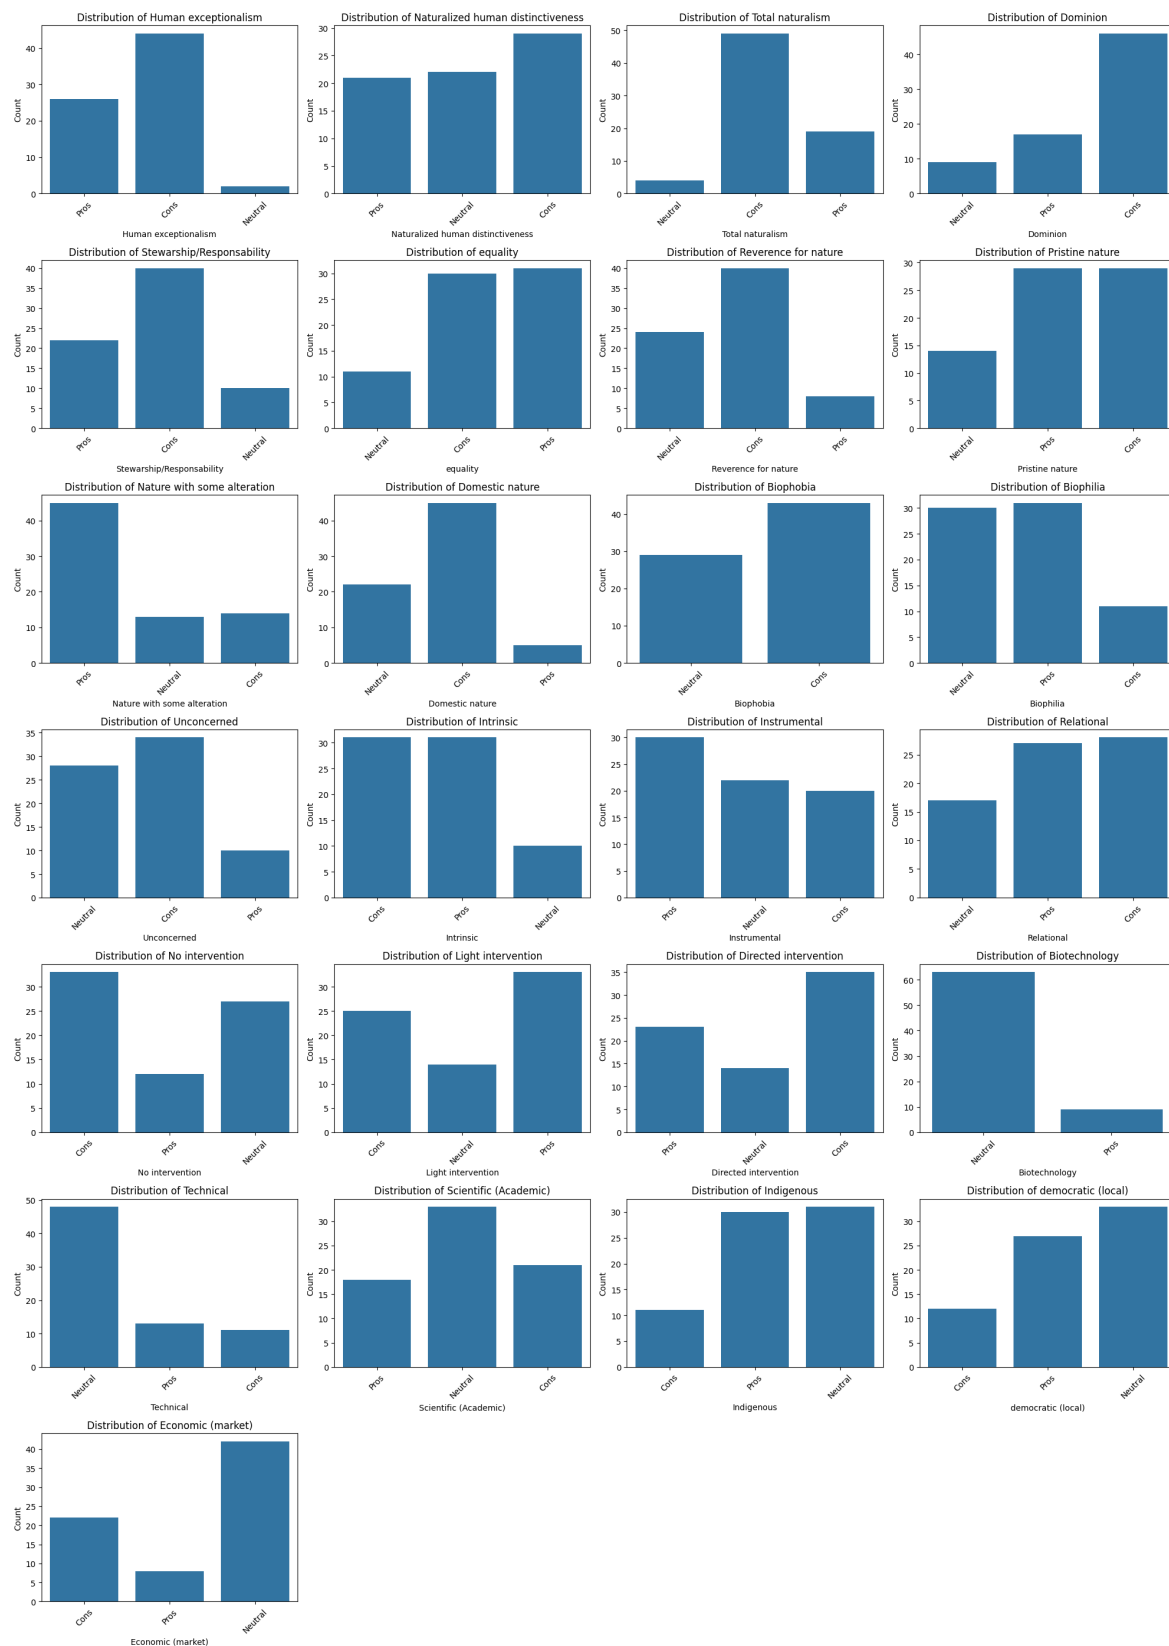 Distribution of Human exceptionalism
Count
40
30
20
10
0
Pros
Cons
Neutral
Human exceptionalism
Distribution of Naturalized human distinctiveness
Count
30
25
20
15
10
5
0
Pros
Neutral
Cons
Naturalized human distinctiveness
Distribution of Total naturalism
Count
50
40
30
20
10
0
Neutral
Cons
Pros
Total naturalism
Distribution of Dominion
Count
40
30
20
10
0
Neutral
Pros
Cons
Dominion
Distribution of Stewarship/Responsability
Count
40
35
30
25
20
15
10
5
0
Pros
Cons
Neutral
Stewarship/Responsability
Distribution of equality
Count
30
25
20
15
10
5
0
Neutral
Cons
Pros
equality
Distribution of Reverence for nature
Count
40
35
30
25
20
15
10
5
0
Neutral
Cons
Pros
Reverence for nature
Distribution of Pristine nature
Count
30
25
20
15
10
5
0
Neutral
Pros
Cons
Pristine nature
Distribution of Nature with some alteration
Count
40
30
20
10
0
Pros
Neutral
Cons
Nature with some alteration
Distribution of Domestic nature
Count
40
30
20
10
0
Neutral
Cons
Pros
Domestic nature
Distribution of Biophobia
Count
40
30
20
10
0
Neutral
Cons
Biophobia
Distribution of Biophilia
Count
30
25
20
15
10
5
0
Neutral
Pros
Cons
Biophilia
Distribution of Unconcerned
Count
35
30
25
20
15
10
5
0
Neutral
Cons
Pros
Unconcerned
Distribution of Intrinsic
Count
30
25
20
15
10
5
0
Cons
Pros
Neutral
Intrinsic
Distribution of Instrumental
Count
30
25
20
15
10
5
0
Pros
Neutral
Cons
Instrumental
Distribution of Relational
Count
25
20
15
10
5
0
Neutral
Pros
Cons
Relational
Distribution of No intervention
Count
30
25
20
15
10
5
0
Cons
Pros
Neutral
No intervention
Distribution of Light intervention
Count
30
25
20
15
10
5
0
Cons
Neutral
Pros
Light intervention
Distribution of Directed intervention
Count
35
30
25
20
15
10
5
0
Pros
Neutral
Cons
Directed intervention
Distribution of Biotechnology
Count
60
50
40
30
20
10
0
Neutral
Pros
Biotechnology
Distribution of Technical
Count
50
40
30
20
10
0
Neutral
Pros
Cons
Technical
Distribution of Scientific (Academic)
Count
30
25
20
15
10
5
0
Pros
Neutral
Cons
Scientific (Academic)
Distribution of Indigenous
Count
30
25
20
15
10
5
0
Cons
Pros
Neutral
Indigenous
Distribution of democratic (local)
Count
30
25
20
15
10
5
0
Cons
Pros
Neutral
democratic (local)
Distribution of Economic (market)
Count
40
35
30
25
20
15
10
5
0
Cons
Pros
Neutral
Economic (market)